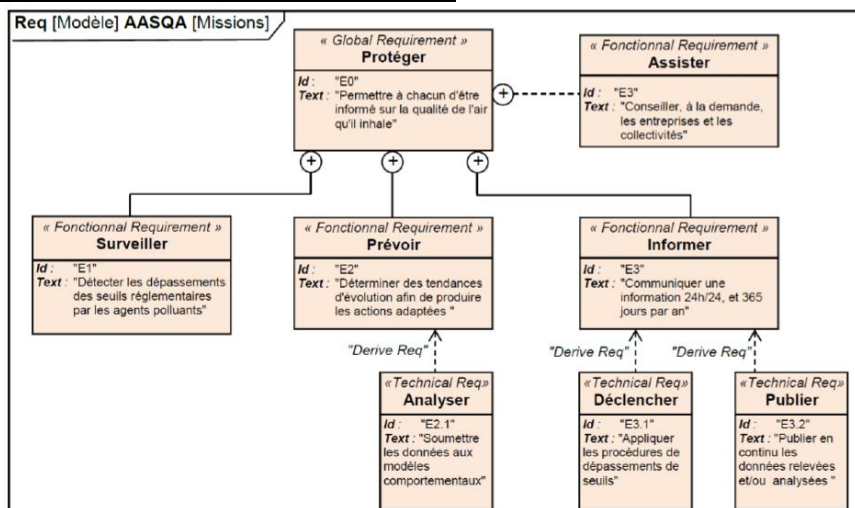 Req [Modèle] AASQA [Missions]
« Global Requirement »
Protéger
Id : "E0"
Text : "Permettre à chacun d'être
informé sur la qualité de l'air
qu'il inhale"
« Fonctionnal Requirement »
Assister
Id : "E3"
Text : "Conseiller, à la demande,
les entreprises et les
collectivités"
« Fonctionnal Requirement »
Surveiller
Id : "E1"
Text : "Détecter les dépassements
des seuils réglementaires
par les agents polluants"
« Fonctionnal Requirement »
Prévoir
Id : "E2"
Text : "Déterminer des tendances
d'évolution afin de produire
les actions adaptées "
« Fonctionnal Requirement »
Informer
Id : "E3"
Text : "Communiquer une
information 24h/24, et 365
jours par an"
"Derive Req"
"Derive Req"
"Derive Req"
«Technical Req»
Analyser
Id : "E2.1"
Text : "Soumettre
les données aux
modèles
comportementaux"
«Technical Req»
Déclencher
Id : "E3.1"
Text : "Appliquer
les procédures de
dépassements de
seuils"
«Technical Req»
Publier
Id : "E3.2"
Text : "Publier en
continu les
données relevées
et/ou analysées "